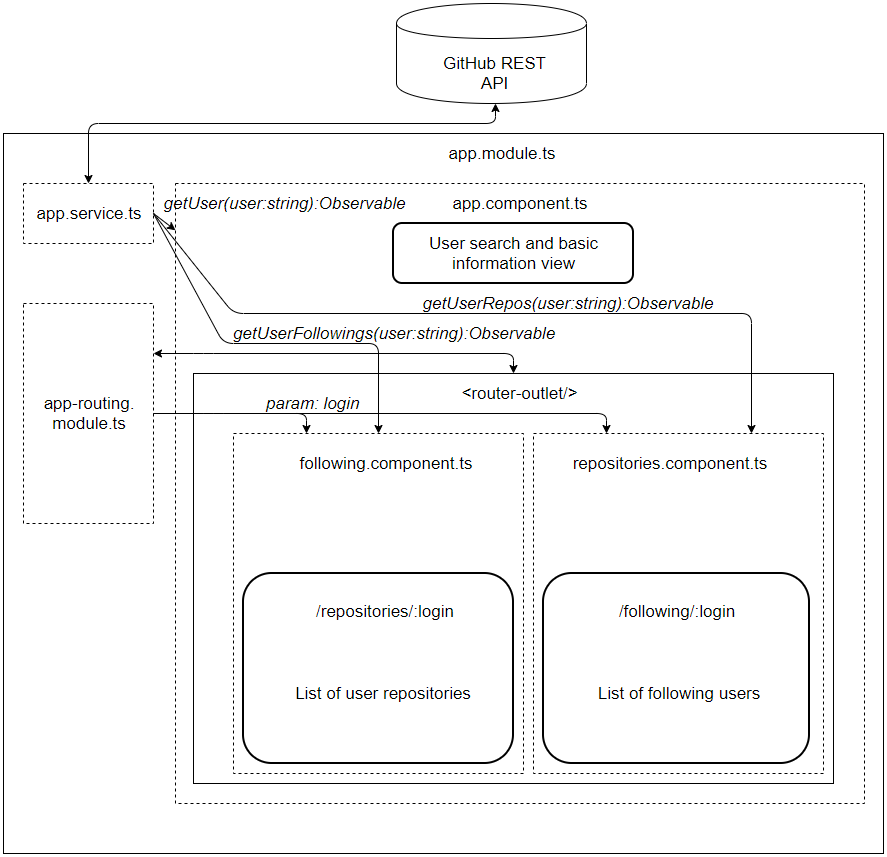 GitHub REST
API
app.module.ts
app.service.ts
getUser(user:string):Observable
app.component.ts
User search and basic
information view
getUserRepos(user:string):Observable
getUserFollowings(user:string):Observable
app-routing.
module.ts
<router-outlet/>
param: login
following.component.ts
repositories.component.ts
/repositories/:login
List of user repositories
/following/:login
List of following users